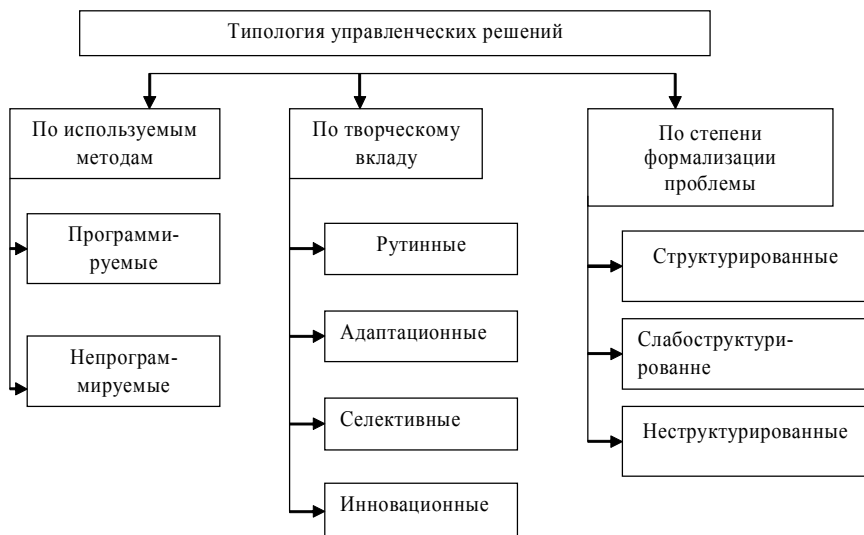 Типология управленческих решений
По используемым
методам
Программи-
руемые
Непрограм-
мируемые
По творческому
вкладу
Рутинные
Адаптационные
Селективные
Инновационные
По степени
формализации
проблемы
Структурированные
Слабоструктури-
рованне
Неструктурированные